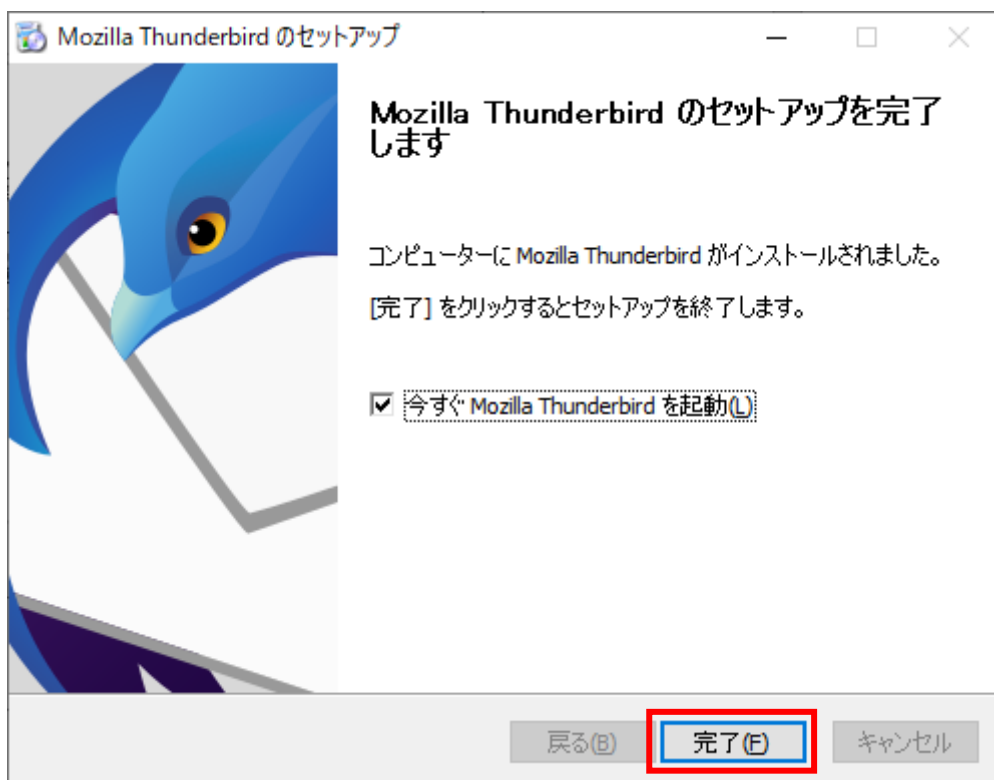 Mozilla Thunderbird のセットアップ
Mozilla Thunderbird のセットアップを完了
します
コンピューターに Mozilla Thunderbird がインストールされました。
[完了] をクリックするとセットアップを終了します。
今すぐ Mozilla Thunderbird を起動(L)
戻る(B) 完了(F) キャンセル